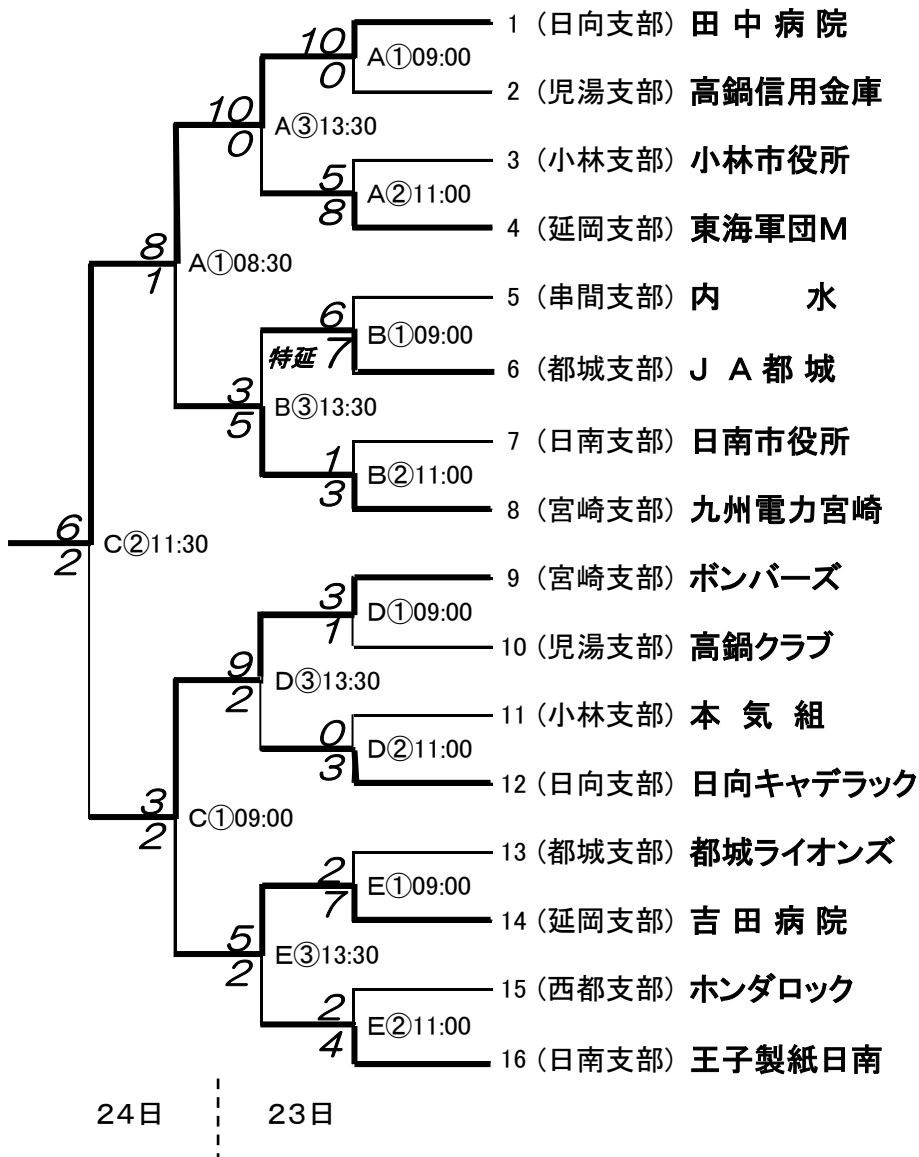 10
1 (日向支部) 田中病院
A①09:00
0
2 (児湯支部) 高鍋信用金庫
10
A③13:30
0
3 (小林支部) 小林市役所
5
A②11:00
8
4 (延岡支部) 東海軍団M
8
A①08:30
1
5 (串間支部) 内 水
6
B①09:00
特延 7
6 (都城支部) J A 都 城
3
B③13:30
5
7 (日南支部) 日南市役所
1
B②11:00
3
8 (宮崎支部) 九州電力宮崎
6
C②11:30
2
9 (宮崎支部) ボンバーズ
3
D①09:00
1
10 (児湯支部) 高鍋クラブ
9
D③13:30
2
11 (小林支部) 本 気 組
0
D②11:00
3
12 (日向支部) 日向キャデラック
3
C①09:00
2
13 (都城支部) 都城ライオンズ
2
E①09:00
7
14 (延岡支部) 吉 田 病 院
5
E③13:30
2
15 (西都支部) ホンダロック
2
E②11:00
4
16 (日南支部) 王子製紙日南
24日 23日